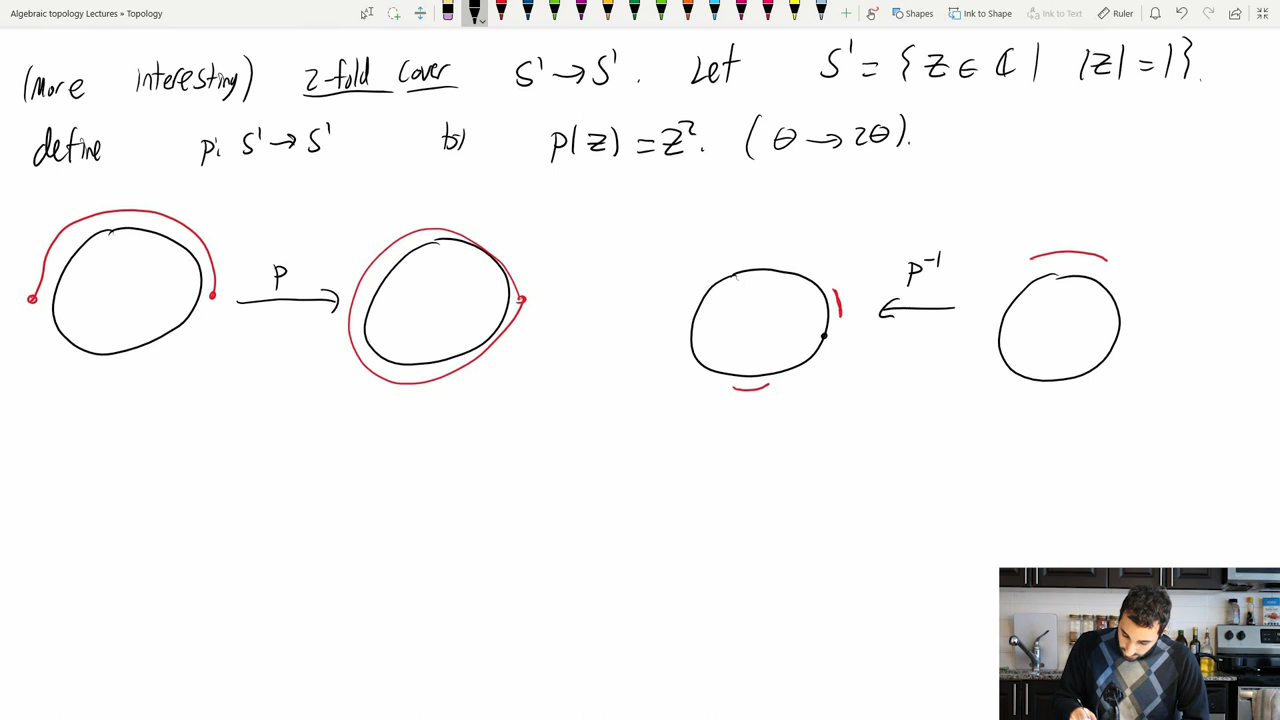 Algebraic topology Lectures » Topology
Shapes
Ink to Shape
Ink to Text
Ruler
(More interesting) 2-fold Cover S¹→S¹. Let S¹ = {z ∈ ℂ | |z| = 1}.
define p: S¹→S¹ by p(z) = z². (θ → 2θ).
p
p⁻¹